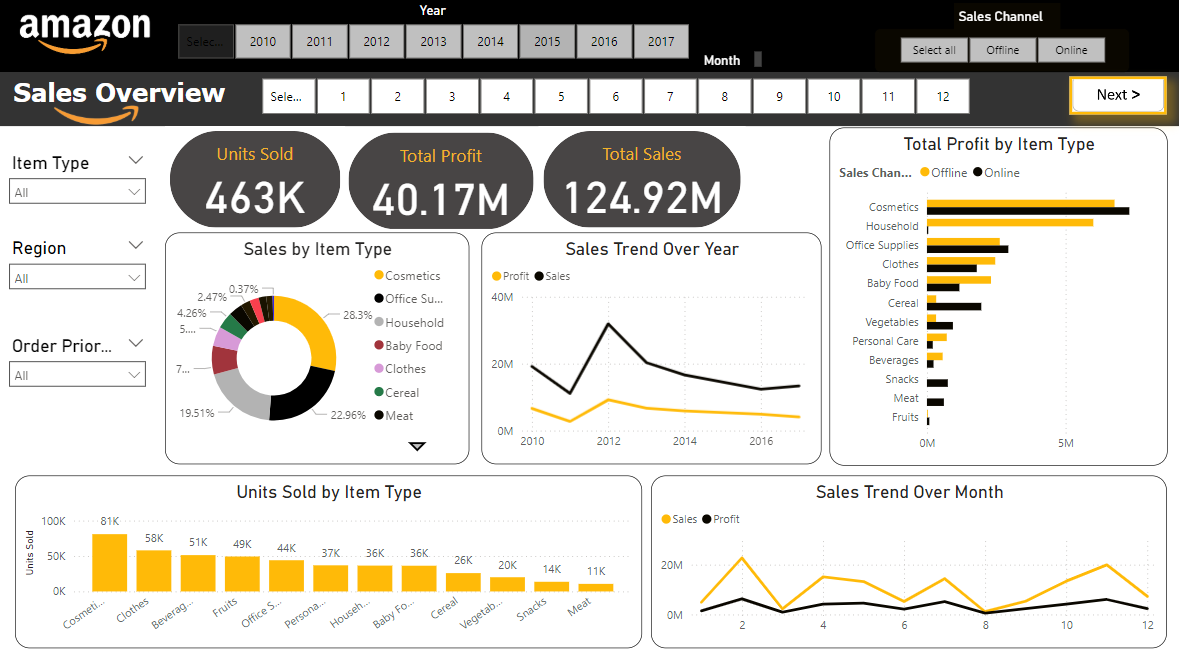 amazon
Year
Selec...
2010 2011 2012 2013 2014 2015 2016 2017
Month
Sales Channel
Select all Offline Online
Sales Overview
Sele... 1 2 3 4 5 6 7 8 9 10 11 12
Next >
Item Type
All
Region
All
Order Prior...
All
Units Sold
463K
Total Profit
40.17M
Total Sales
124.92M
Sales by Item Type
0.37%
2.47%
4.26%
5....
7...
19.51%
28.3%
22.96%
Cosmetics
Office Su...
Household
Baby Food
Clothes
Cereal
Meat
Sales Trend Over Year
Profit Sales
40M
20M
0M
2010 2012 2014 2016
Total Profit by Item Type
Sales Chan... Offline Online
Cosmetics
Household
Office Supplies
Clothes
Baby Food
Cereal
Vegetables
Personal Care
Beverages
Snacks
Meat
Fruits
0M 5M
Units Sold by Item Type
Units Sold
100K
50K
0K
81K 58K 51K 49K 44K 37K 36K 36K 26K 20K 14K 11K
Cosmeti... Clothes Beverag... Fruits Office S... Persona... Househ... Baby Fo... Cereal Vegetab... Snacks Meat
Sales Trend Over Month
Sales Profit
20M
0M
2 4 6 8 10 12